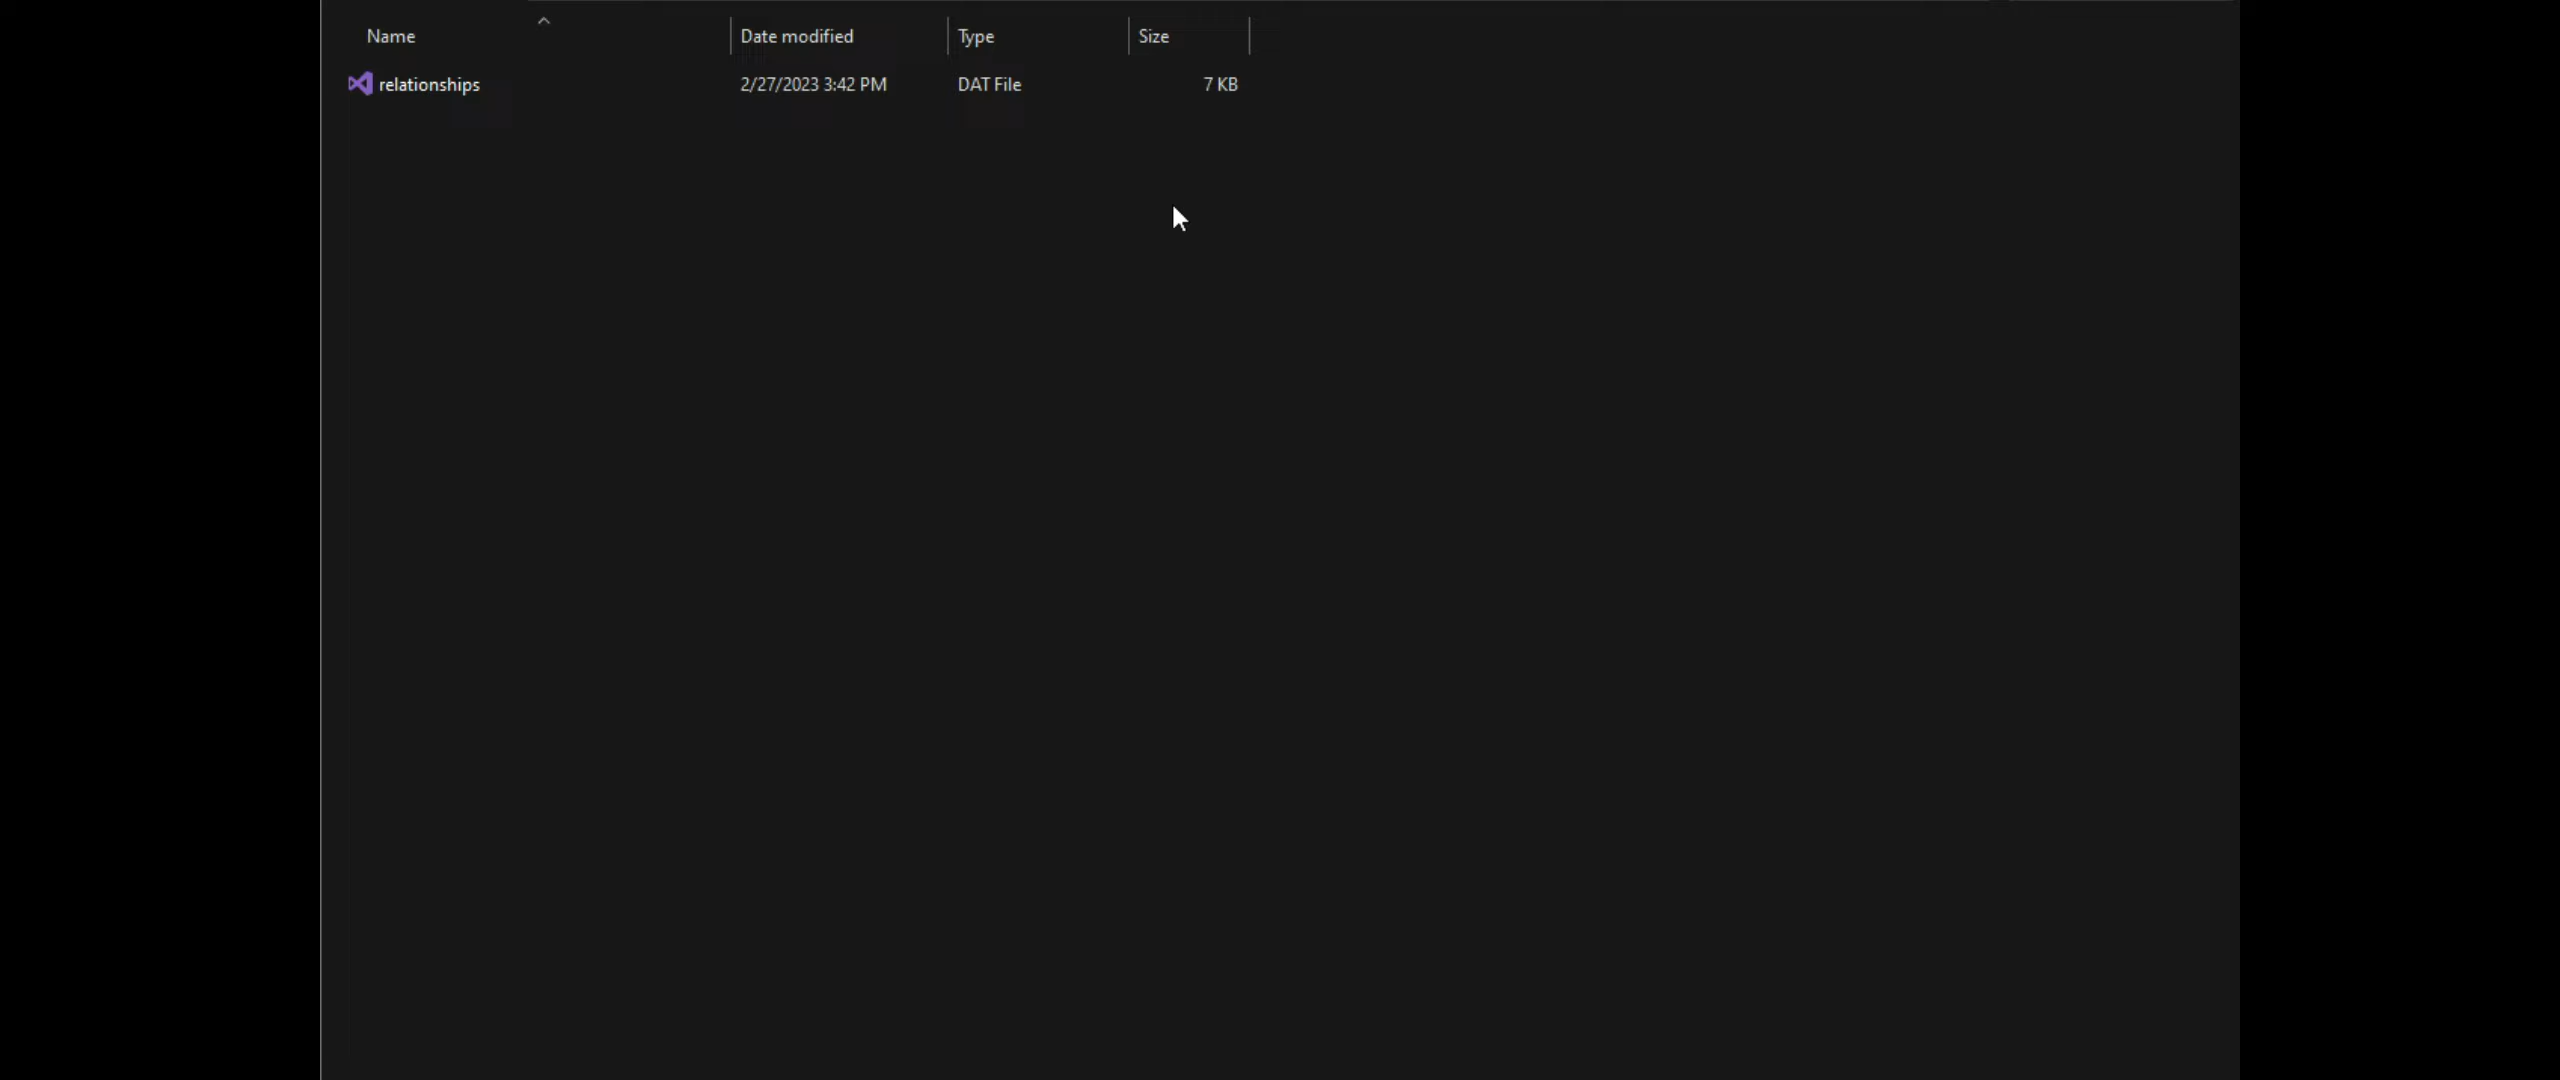 Name Date modified Type Size
relationships 2/27/2023 3:42 PM DAT File 7 KB